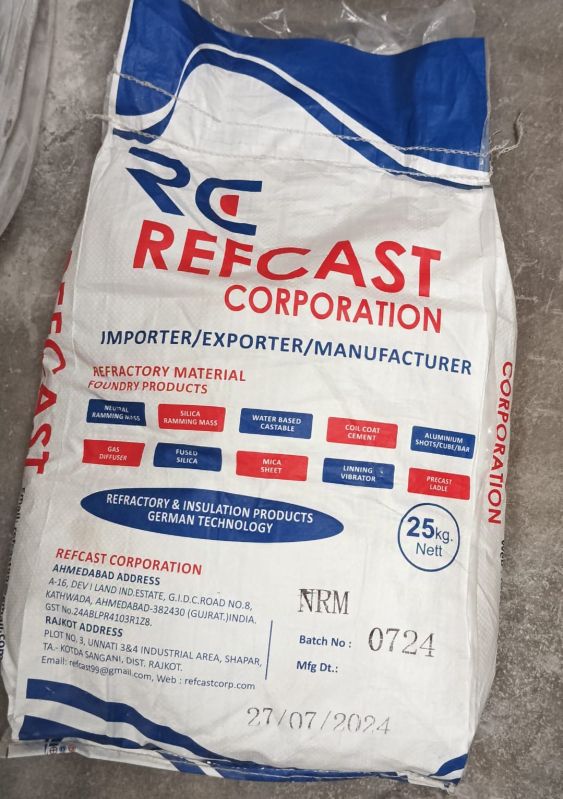 RC
REFCAST
CORPORATION
IMPORTER/EXPORTER/MANUFACTURER
REFRACTORY MATERIAL
FOUNDRY PRODUCTS
NEUTRAL RAMMING MASS
SILICA RAMMING MASS
WATER BASED CASTABLE
COIL COAT CEMENT
ALUMINIUM SHOTS/CUBE/BAR
GAS DIFFUSER
FUSED SILICA
MICA SHEET
LINNING VIBRATOR
PRECAST LADLE
REFRACTORY & INSULATION PRODUCTS
GERMAN TECHNOLOGY
25kg.
Nett
REFCAST CORPORATION
AHMEDABAD ADDRESS
A-16, DEV I LAND IND.ESTATE, G.I.D.C.ROAD NO.8,
KATHWADA, AHMEDABAD-382430 (GUJRAT.)INDIA.
GST No.24ABLPR4103R1Z8.
RAJKOT ADDRESS
PLOT NO. 3, UNNATI 3&4 INDUSTRIAL AREA, SHAPAR,
TA.- KOTDA SANGANI, DIST. RAJKOT.
Email: refcast99@gmail.com, Web : refcastcorp.com
NRM
Batch No : 0724
Mfg Dt.:
27/07/2024
REFCAST
CORPORATION